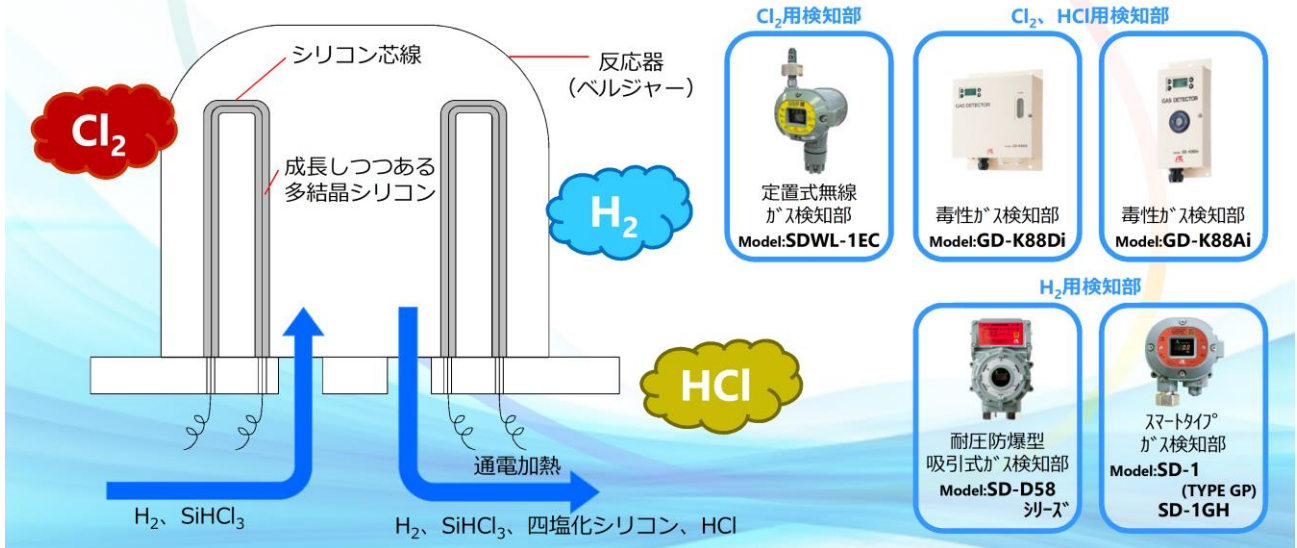 シリコン芯線
反応器
（ベルジャー）
Cl₂
成長しつつある
多結晶シリコン
H₂
HCl
通電加熱
H₂、SiHCl₃
H₂、SiHCl₃、四塩化シリコン、HCl
Cl₂用検知部
定置式無線
ｶﾞｽ検知部
Model:SDWL-1EC
Cl₂、HCl用検知部
GAS DETECTOR
毒性ｶﾞｽ検知部
Model:GD-K88Di
GAS DETECTOR
毒性ｶﾞｽ検知部
Model:GD-K88Ai
H₂用検知部
耐圧防爆型
吸引式ｶﾞｽ検知部
Model:SD-D58
ｼﾘｰｽﾞ
ｽﾏｰﾄﾀｲﾌﾟ
ｶﾞｽ検知部
Model:SD-1
(TYPE GP)
SD-1GH